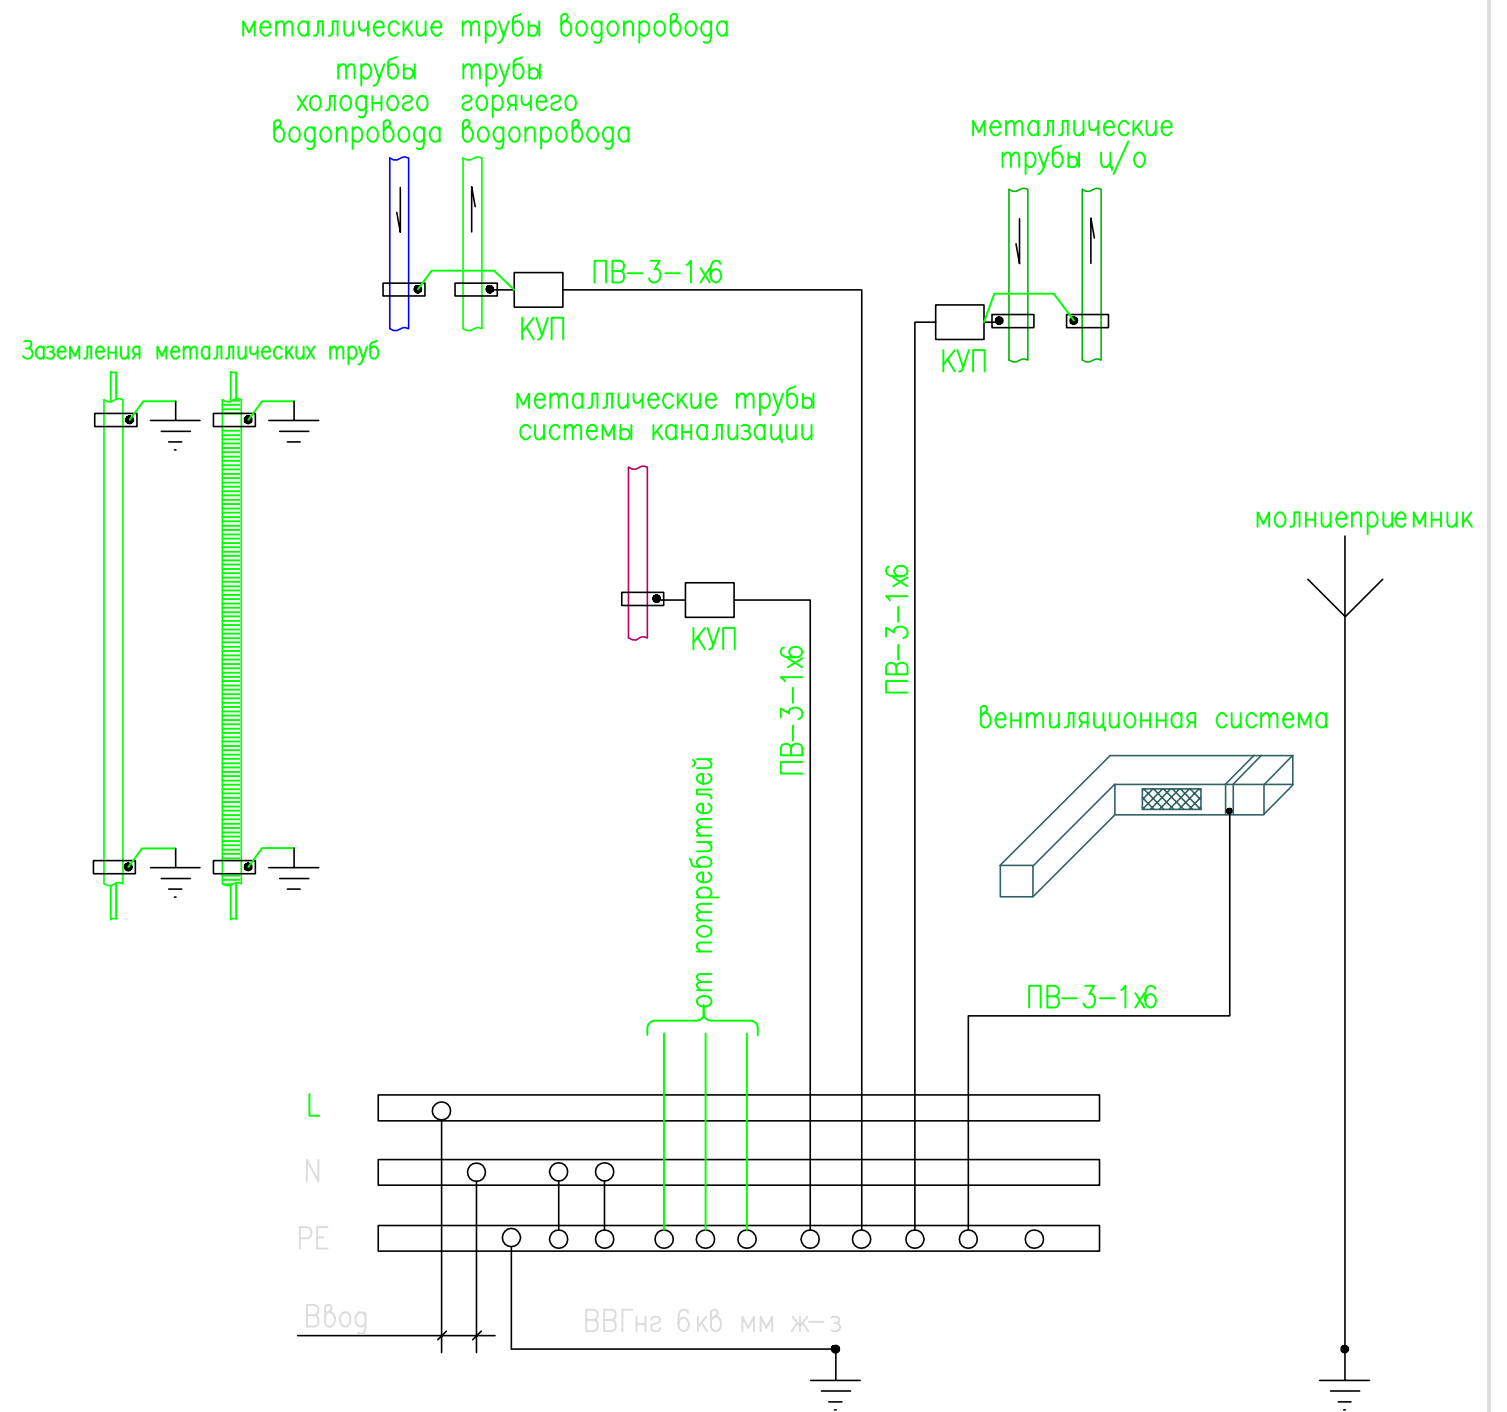 металлические трубы водопровода
трубы
холодного
водопровода
трубы
горячего
водопровода
металлические
трубы ц/о
ПВ-3-1х6
КУП
КУП
Заземления металлических труб
металлические трубы
системы канализации
молниеприемник
КУП
ПВ-3-1х6
ПВ-3-1х6
вентиляционная система
от потребителей
ПВ-3-1х6
L
N
PE
Ввод
ВВГнг 6кв мм ж-з